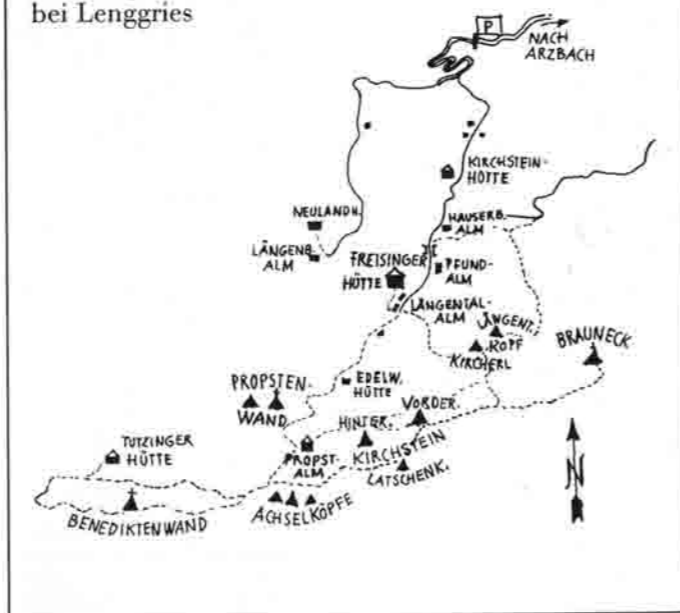 bei Lenggries
P
NACH
ARZBACH
KIRCHSTEIN-
HÜTTE
NEULANDH.
HAUSERB.
ALM
LÄNGENB.
ALM
FREISINGER
HÜTTE
PFUND-
ALM
LÄNGENTAL-
ALM
LÄNGENT.
KOPF
KIRCHERL
BRAUNECK
EDELW.
HÜTTE
PROPSTEN-
WAND
HINTER.
VORDER.
KIRCHSTEIN
TUTZINGER
HÜTTE
PROPST-
ALM
LATSCHENK.
N
BENEDIKTENWAND
ACHSELKÖPFE